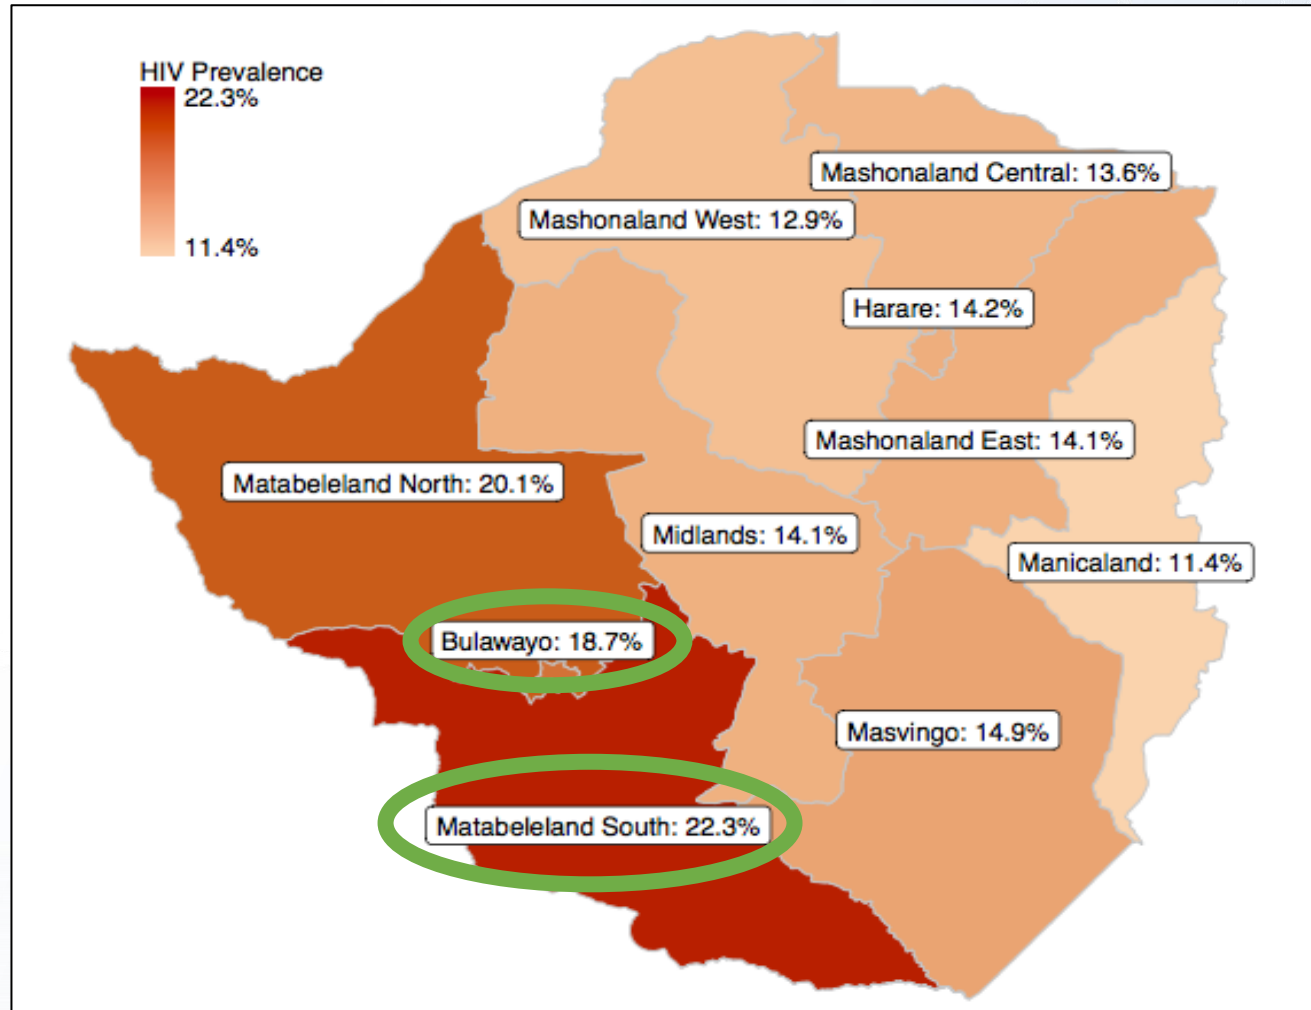 HIV Prevalence
22.3%
11.4%
Mashonaland Central: 13.6%
Mashonaland West: 12.9%
Harare: 14.2%
Mashonaland East: 14.1%
Matabeleland North: 20.1%
Midlands: 14.1%
Manicaland: 11.4%
Bulawayo: 18.7%
Masvingo: 14.9%
Matabeleland South: 22.3%